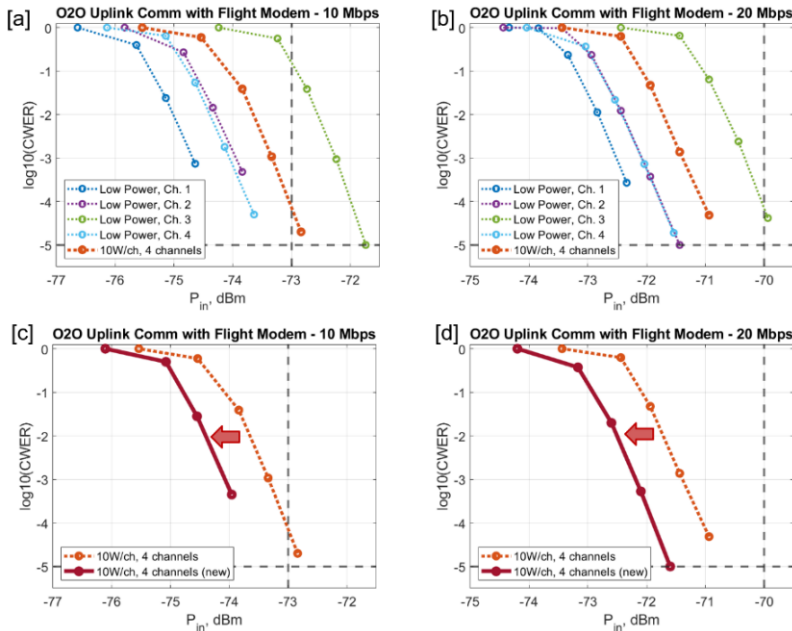 [a]
O2O Uplink Comm with Flight Modem - 10 Mbps
0
-1
-2
-3
-4
-5
log10(CWER)
Low Power, Ch. 1
Low Power, Ch. 2
Low Power, Ch. 3
Low Power, Ch. 4
10W/ch, 4 channels
-77 -76 -75 -74 -73 -72
P_in, dBm
[b]
O2O Uplink Comm with Flight Modem - 20 Mbps
0
-1
-2
-3
-4
-5
log10(CWER)
Low Power, Ch. 1
Low Power, Ch. 2
Low Power, Ch. 3
Low Power, Ch. 4
10W/ch, 4 channels
-75 -74 -73 -72 -71 -70
P_in, dBm
[c]
O2O Uplink Comm with Flight Modem - 10 Mbps
0
-1
-2
-3
-4
-5
log10(CWER)
10W/ch, 4 channels
10W/ch, 4 channels (new)
-77 -76 -75 -74 -73 -72
P_in, dBm
[d]
O2O Uplink Comm with Flight Modem - 20 Mbps
0
-1
-2
-3
-4
-5
log10(CWER)
10W/ch, 4 channels
10W/ch, 4 channels (new)
-75 -74 -73 -72 -71 -70
P_in, dBm